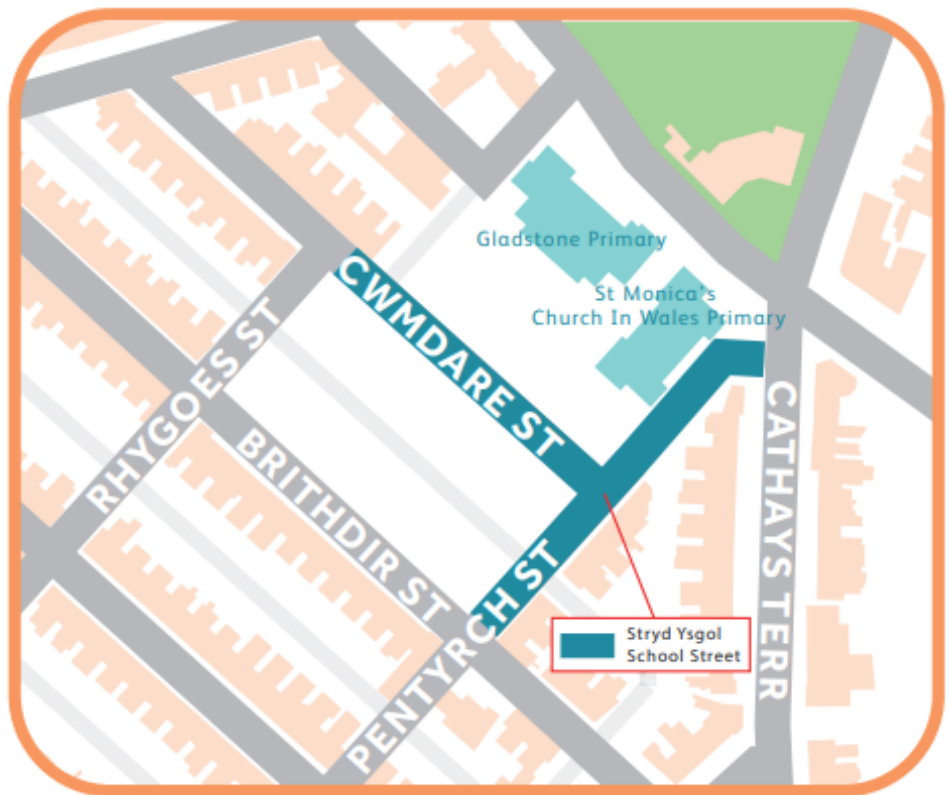 Gladstone Primary
St Monica's
Church In Wales Primary
CWMDARE ST
RHYGOES ST
BRITHDIR ST
PENTYRCH ST
CATHAYS TERR
Stryd Ysgol
School Street